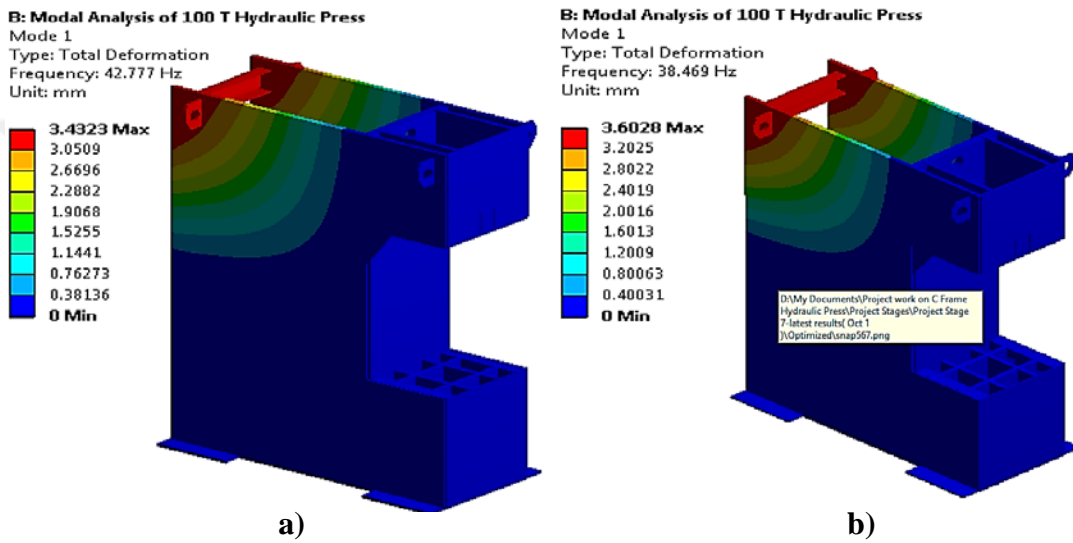 B: Modal Analysis of 100 T Hydraulic Press
Mode 1
Type: Total Deformation
Frequency: 42.777 Hz
Unit: mm
3.4323 Max
3.0509
2.6696
2.2882
1.9068
1.5255
1.1441
0.76273
0.38136
0 Min
a)
B: Modal Analysis of 100 T Hydraulic Press
Mode 1
Type: Total Deformation
Frequency: 38.469 Hz
Unit: mm
3.6028 Max
3.2025
2.8022
2.4019
2.0016
1.6013
1.2009
0.80063
0.40031
0 Min
D:\My Documents\Project work on C Frame
Hydraulic Press\Project Stages\Project Stage
7-latest results( Oct 1
)\Optimized\snap567.png
b)